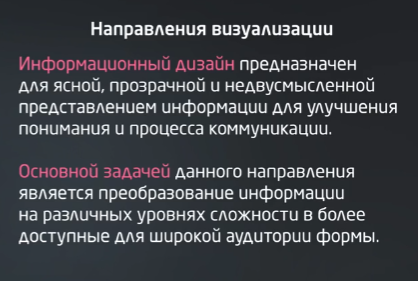 Направления визуализации
Информационный дизайн предназначен
для ясной, прозрачной и недвусмысленной
представлением информации для улучшения
понимания и процесса коммуникации.
Основной задачей данного направления
является преобразование информации
на различных уровнях сложности в более
доступные для широкой аудитории формы.